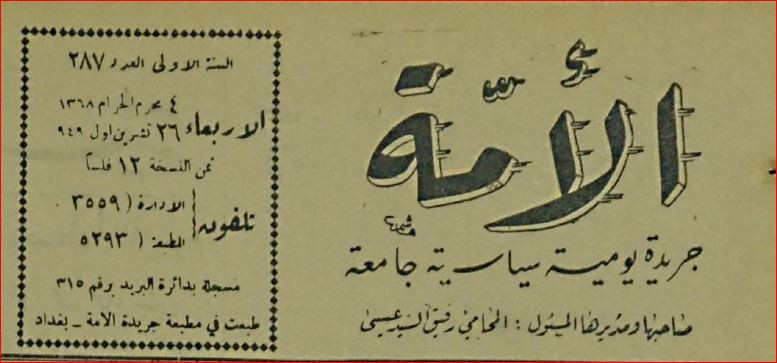 الأمة
جريدة يومية سياسية جامعة
صاحبها ومديرها المسئول : المحامي رفيق السيد عيسى
السنة الاولى العدد ٢٨٧
الاربعاء
٤ محرم الحرام ١٣٦٨
٢٦ تشرين اول ٩٤٩
ثمن النسخة ١٢ فلساً
تلفون
الادارة ( ٣٥٥٩
المطبعة ( ٥٢٩٣
مسجلة بدائرة البريد برقم ٣١٥
طبعت في مطبعة جريدة الامة - بغداد